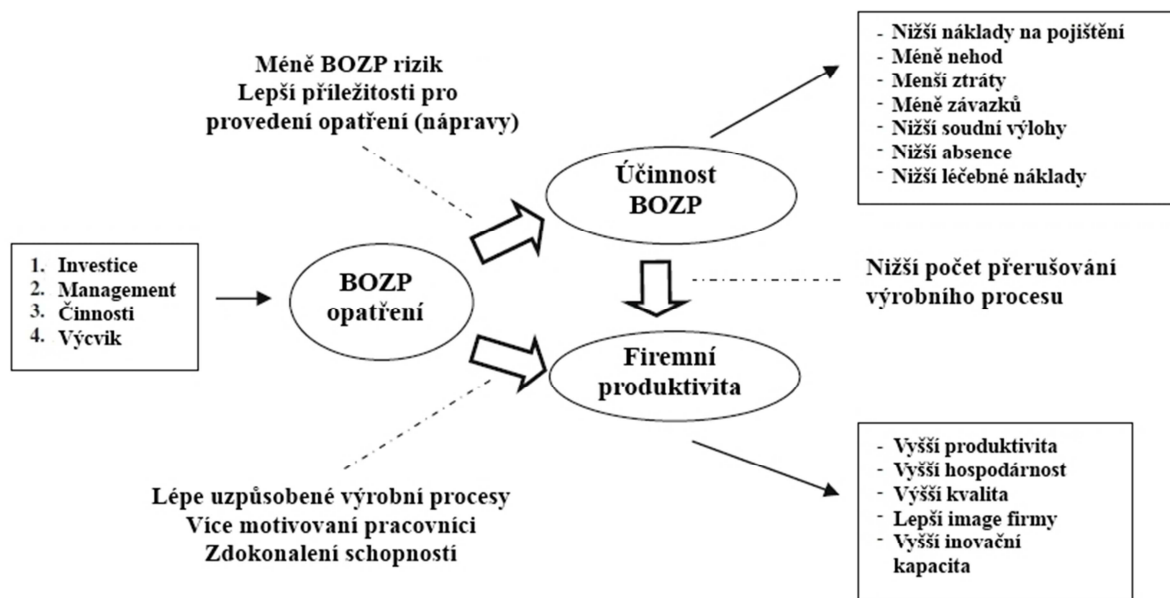 Méně BOZP rizik
Lepší příležitosti pro
provedení opatření (nápravy)
- Nižší náklady na pojištění
- Méně nehod
- Menší ztráty
- Méně závazků
- Nižší soudní výlohy
- Nižší absence
- Nižší léčebné náklady
Účinnost
BOZP
1. Investice
2. Management
3. Činnosti
4. Výcvik
BOZP
opatření
Nižší počet přerušování
výrobního procesu
Firemní
produktivita
Lépe uzpůsobené výrobní procesy
Více motivovaní pracovníci
Zdokonalení schopností
- Vyšší produktivita
- Vyšší hospodárnost
- Výšší kvalita
- Lepší image firmy
- Vyšší inovační
kapacita